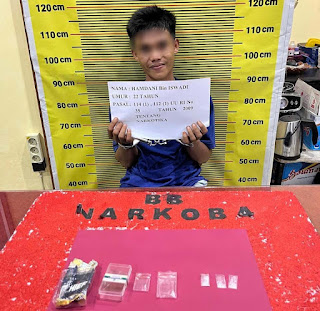 120 cm
120 cm
110 cm
110 cm
100 cm
100 cm
90 cm
90 cm
80 cm
80 cm
70 cm
70 cm
60 cm
60 cm
50 cm
50 cm
40 cm
40 cm
NAMA : RAMDANI Bin ISWADI
UMUR : 22 TAHUN
PASAL : 114 (1) , 112 (1) UU RI No
35 TAHUN 2009
TENTANG
NARKOTIKA
BB
NARKOBA